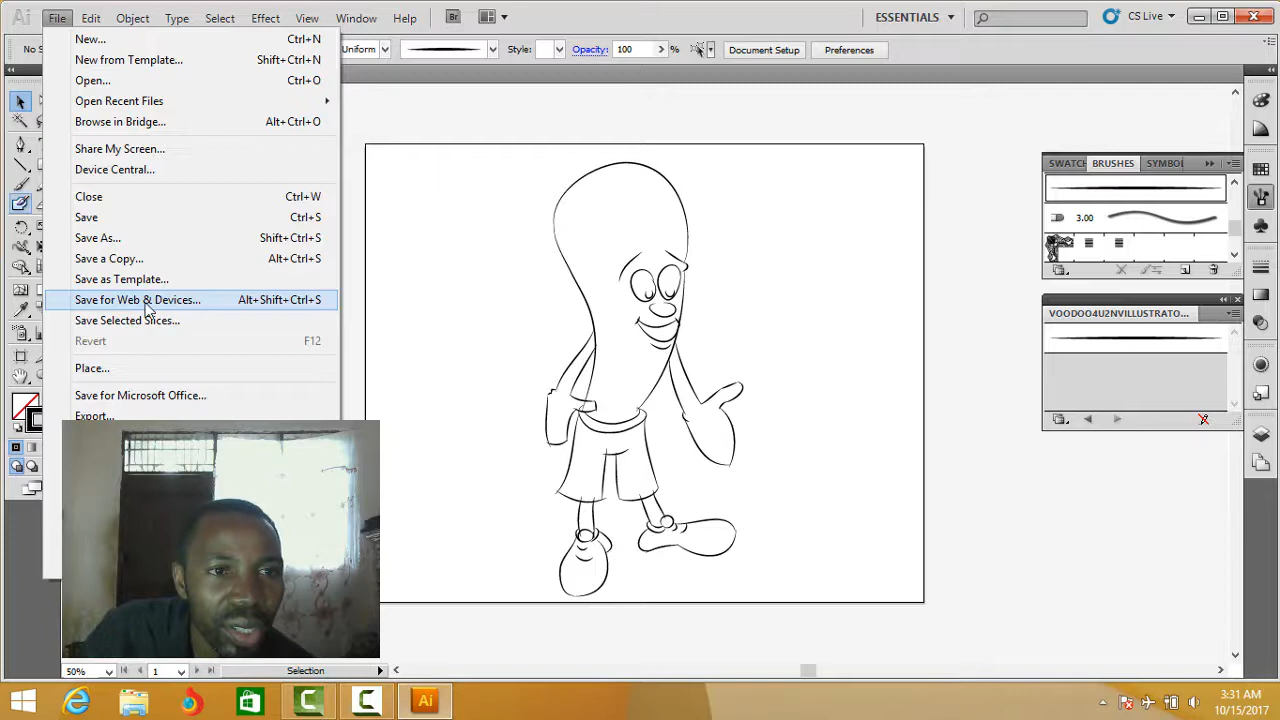 Ai File Edit Object Type Select Effect View Window Help Br ESSENTIALS CS Live
Uniform Style: Opacity: 100 % Document Setup Preferences
New... Ctrl+N
New from Template... Shift+Ctrl+N
Open... Ctrl+O
Open Recent Files
Browse in Bridge... Alt+Ctrl+O
Share My Screen...
Device Central...
Close Ctrl+W
Save Ctrl+S
Save As... Shift+Ctrl+S
Save a Copy... Alt+Ctrl+S
Save as Template...
Save for Web & Devices... Alt+Shift+Ctrl+S
Save Selected Slices...
Revert F12
Place...
Save for Microsoft Office...
Export...
SWATCH BRUSHES SYMBOL
3.00
VOODOO4U2NVILLUSTRATO...
50% 1 Selection
Ai
3:31 AM
10/15/2017